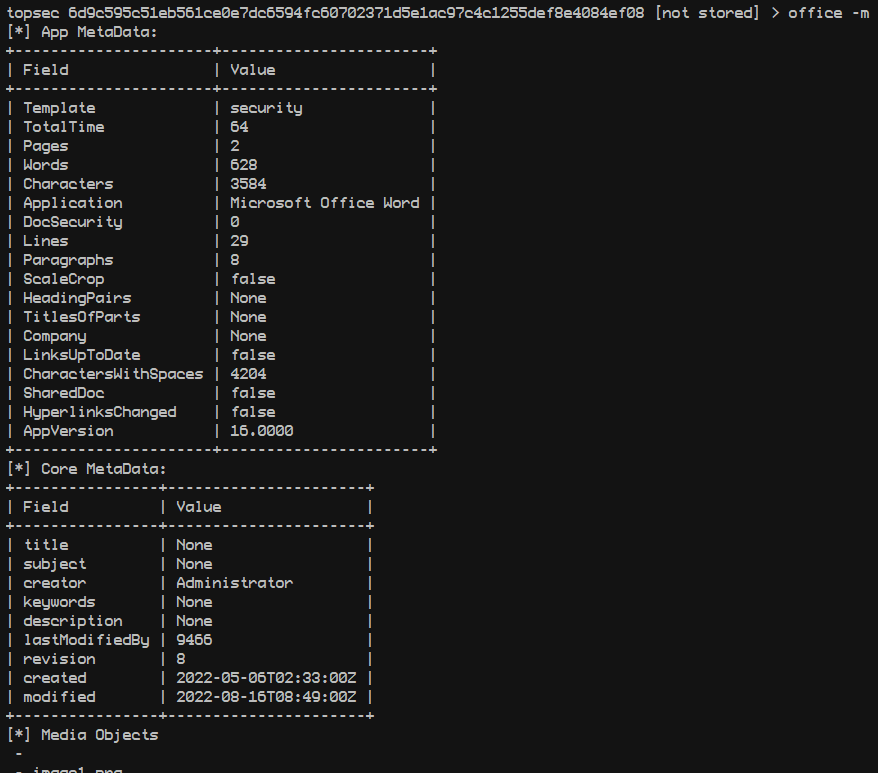 topsec 6d9c595c51eb561ce0e7dc6594fc60702371d5e1ac97c4c1255def8e4084ef08 [not stored] > office -m
[*] App MetaData:
+----------------------+-----------------------+
| Field                | Value                 |
+----------------------+-----------------------+
| Template             | security              |
| TotalTime            | 64                    |
| Pages                | 2                     |
| Words                | 628                   |
| Characters           | 3584                  |
| Application          | Microsoft Office Word |
| DocSecurity          | 0                     |
| Lines                | 29                    |
| Paragraphs           | 8                     |
| ScaleCrop            | false                 |
| HeadingPairs         | None                  |
| TitlesOfParts        | None                  |
| Company              | None                  |
| LinksUpToDate        | false                 |
| CharactersWithSpaces | 4204                  |
| SharedDoc            | false                 |
| HyperlinksChanged    | false                 |
| AppVersion           | 16.0000               |
+----------------------+-----------------------+
[*] Core MetaData:
+----------------+----------------------+
| Field          | Value                |
+----------------+----------------------+
| title          | None                 |
| subject        | None                 |
| creator        | Administrator        |
| keywords       | None                 |
| description    | None                 |
| lastModifiedBy | 9466                 |
| revision       | 8                    |
| created        | 2022-05-06T02:33:00Z |
| modified       | 2022-08-16T08:49:00Z |
+----------------+----------------------+
[*] Media Objects
 -
 - image1.png